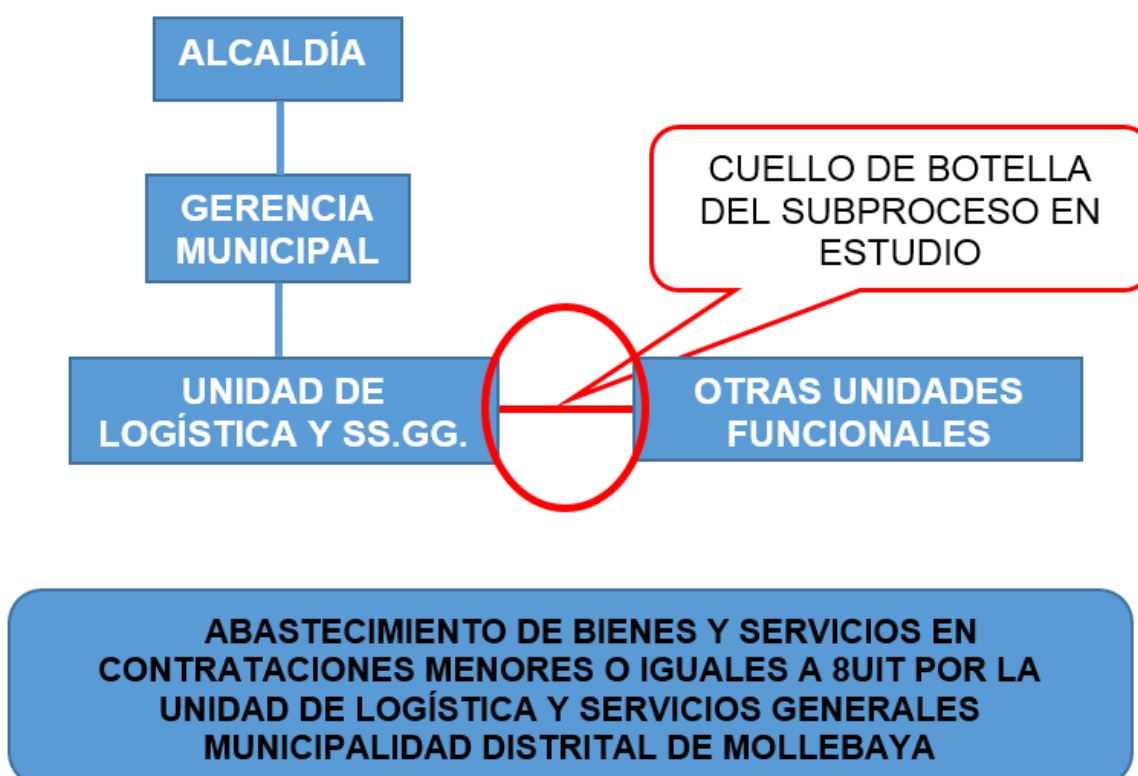 ALCALDÍA
GERENCIA
MUNICIPAL
CUELLO DE BOTELLA
DEL SUBPROCESO EN
ESTUDIO
UNIDAD DE
LOGÍSTICA Y SS.GG.
OTRAS UNIDADES
FUNCIONALES
ABASTECIMIENTO DE BIENES Y SERVICIOS EN
CONTRATACIONES MENORES O IGUALES A 8UIT POR LA
UNIDAD DE LOGÍSTICA Y SERVICIOS GENERALES
MUNICIPALIDAD DISTRITAL DE MOLLEBAYA